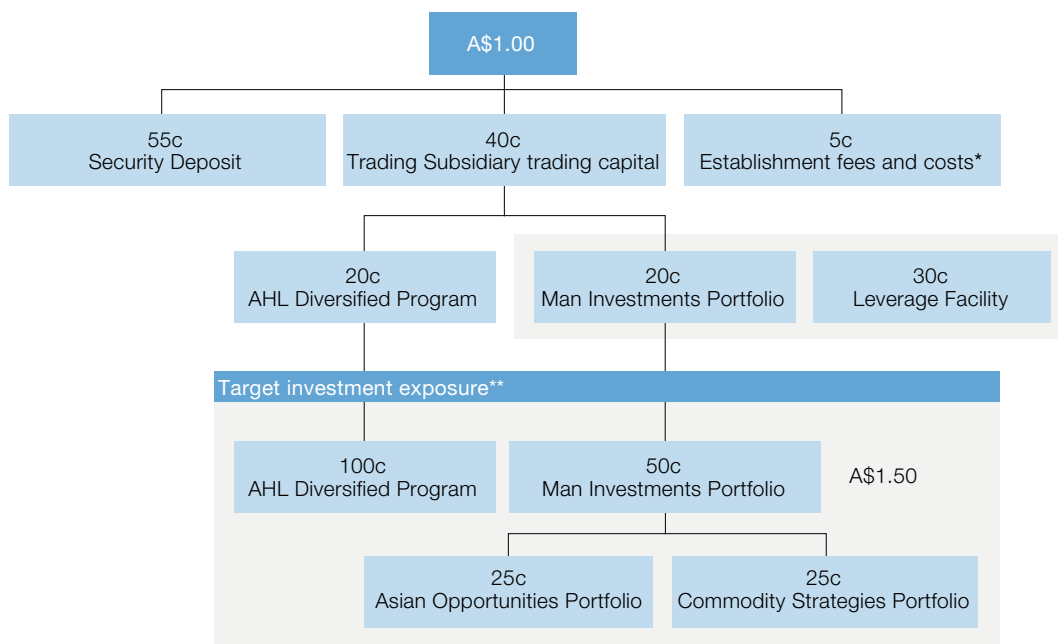 A$1.00
55c
Security Deposit
40c
Trading Subsidiary trading capital
5c
Establishment fees and costs*
20c
AHL Diversified Program
20c
Man Investments Portfolio
30c
Leverage Facility
Target investment exposure**
100c
AHL Diversified Program
50c
Man Investments Portfolio
A$1.50
25c
Asian Opportunities Portfolio
25c
Commodity Strategies Portfolio